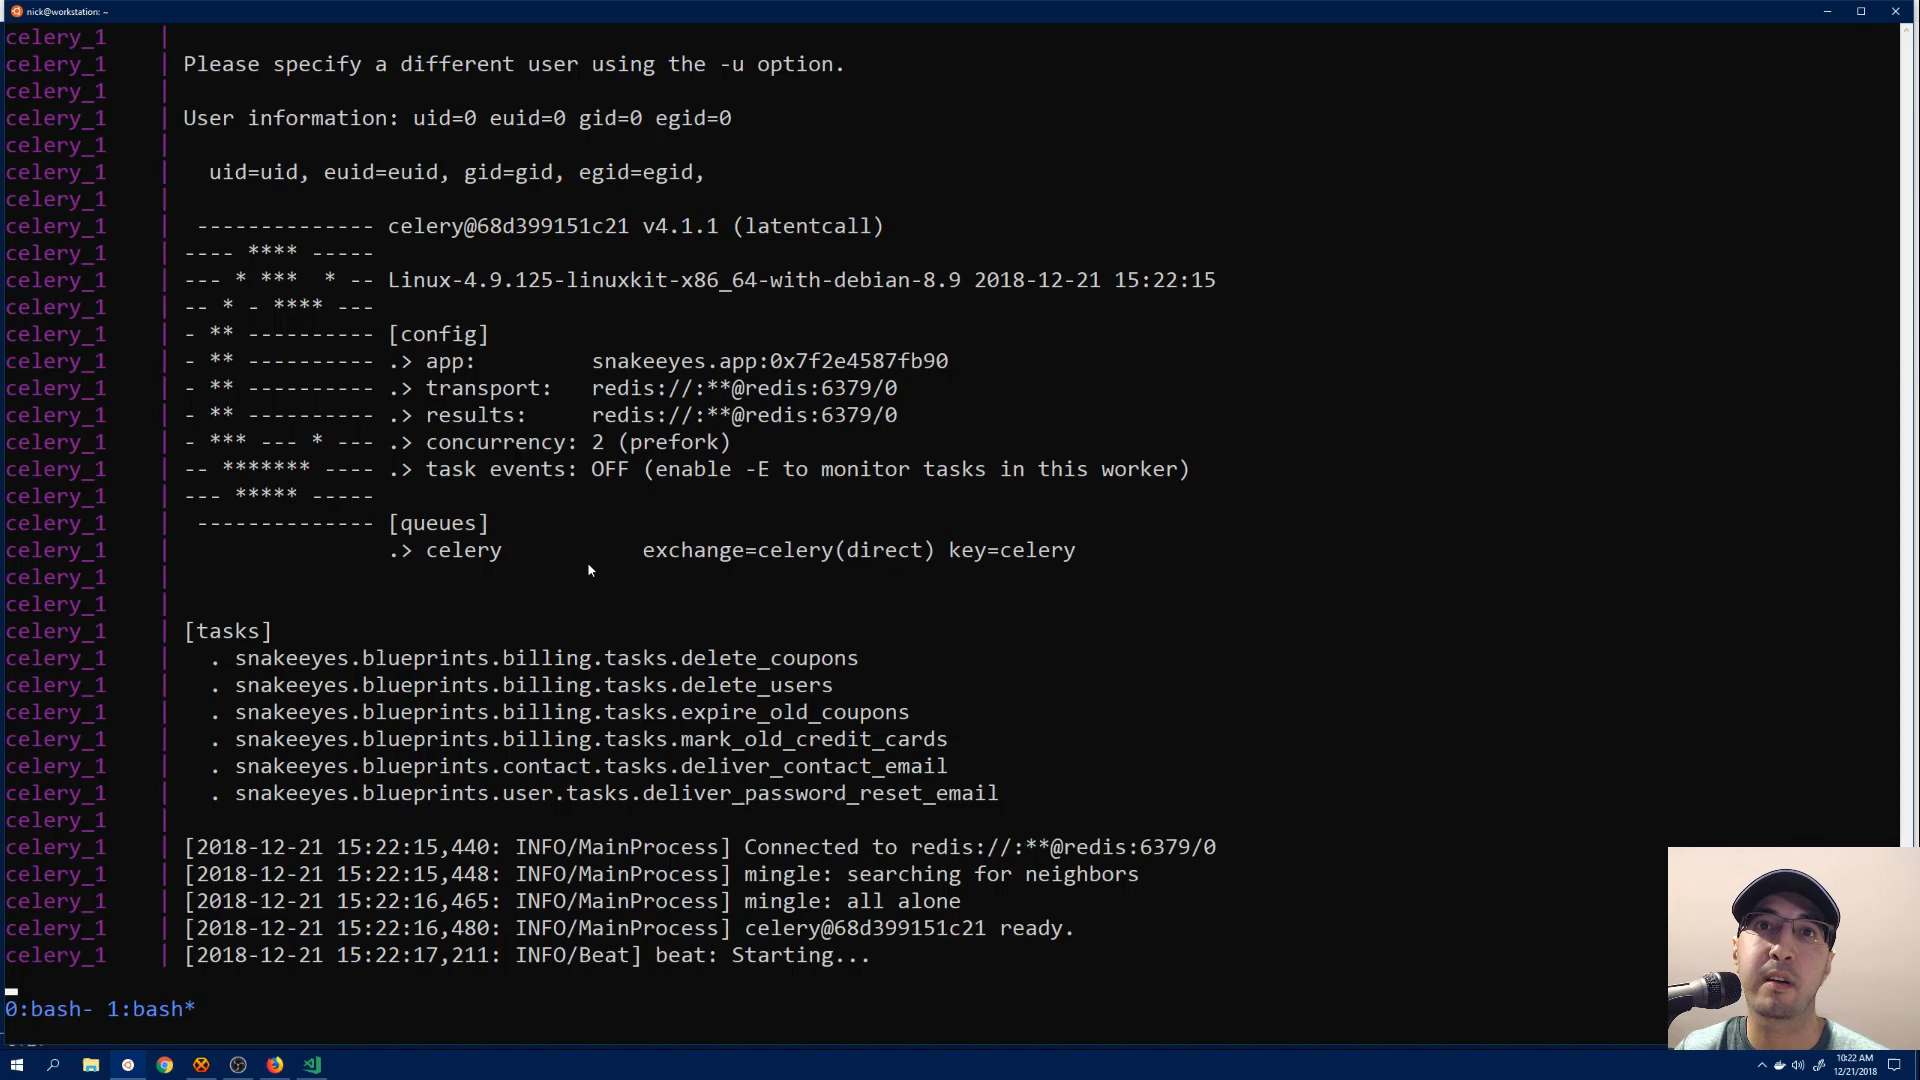 nick@workstation: ~
celery_1 |
celery_1 | Please specify a different user using the -u option.
celery_1 |
celery_1 | User information: uid=0 euid=0 gid=0 egid=0
celery_1 |
celery_1 | uid=uid, euid=euid, gid=gid, egid=egid,
celery_1 |
celery_1 | -------------- celery@68d399151c21 v4.1.1 (latentcall)
celery_1 | ---- **** -----
celery_1 | --- * ***  * -- Linux-4.9.125-linuxkit-x86_64-with-debian-8.9 2018-12-21 15:22:15
celery_1 | -- * - **** ---
celery_1 | - ** ---------- [config]
celery_1 | - ** ---------- .> app:         snakeeyes.app:0x7f2e4587fb90
celery_1 | - ** ---------- .> transport:   redis://:**@redis:6379/0
celery_1 | - ** ---------- .> results:     redis://:**@redis:6379/0
celery_1 | - *** --- * --- .> concurrency: 2 (prefork)
celery_1 | -- ******* ---- .> task events: OFF (enable -E to monitor tasks in this worker)
celery_1 | --- ***** -----
celery_1 | -------------- [queues]
celery_1 | .> celery           exchange=celery(direct) key=celery
celery_1 |
celery_1 |
celery_1 | [tasks]
celery_1 | . snakeeyes.blueprints.billing.tasks.delete_coupons
celery_1 | . snakeeyes.blueprints.billing.tasks.delete_users
celery_1 | . snakeeyes.blueprints.billing.tasks.expire_old_coupons
celery_1 | . snakeeyes.blueprints.billing.tasks.mark_old_credit_cards
celery_1 | . snakeeyes.blueprints.contact.tasks.deliver_contact_email
celery_1 | . snakeeyes.blueprints.user.tasks.deliver_password_reset_email
celery_1 |
celery_1 | [2018-12-21 15:22:15,440: INFO/MainProcess] Connected to redis://:**@redis:6379/0
celery_1 | [2018-12-21 15:22:15,448: INFO/MainProcess] mingle: searching for neighbors
celery_1 | [2018-12-21 15:22:16,465: INFO/MainProcess] mingle: all alone
celery_1 | [2018-12-21 15:22:16,480: INFO/MainProcess] celery@68d399151c21 ready.
celery_1 | [2018-12-21 15:22:17,211: INFO/Beat] beat: Starting...
0:bash- 1:bash*
10:22 AM
12/21/2018